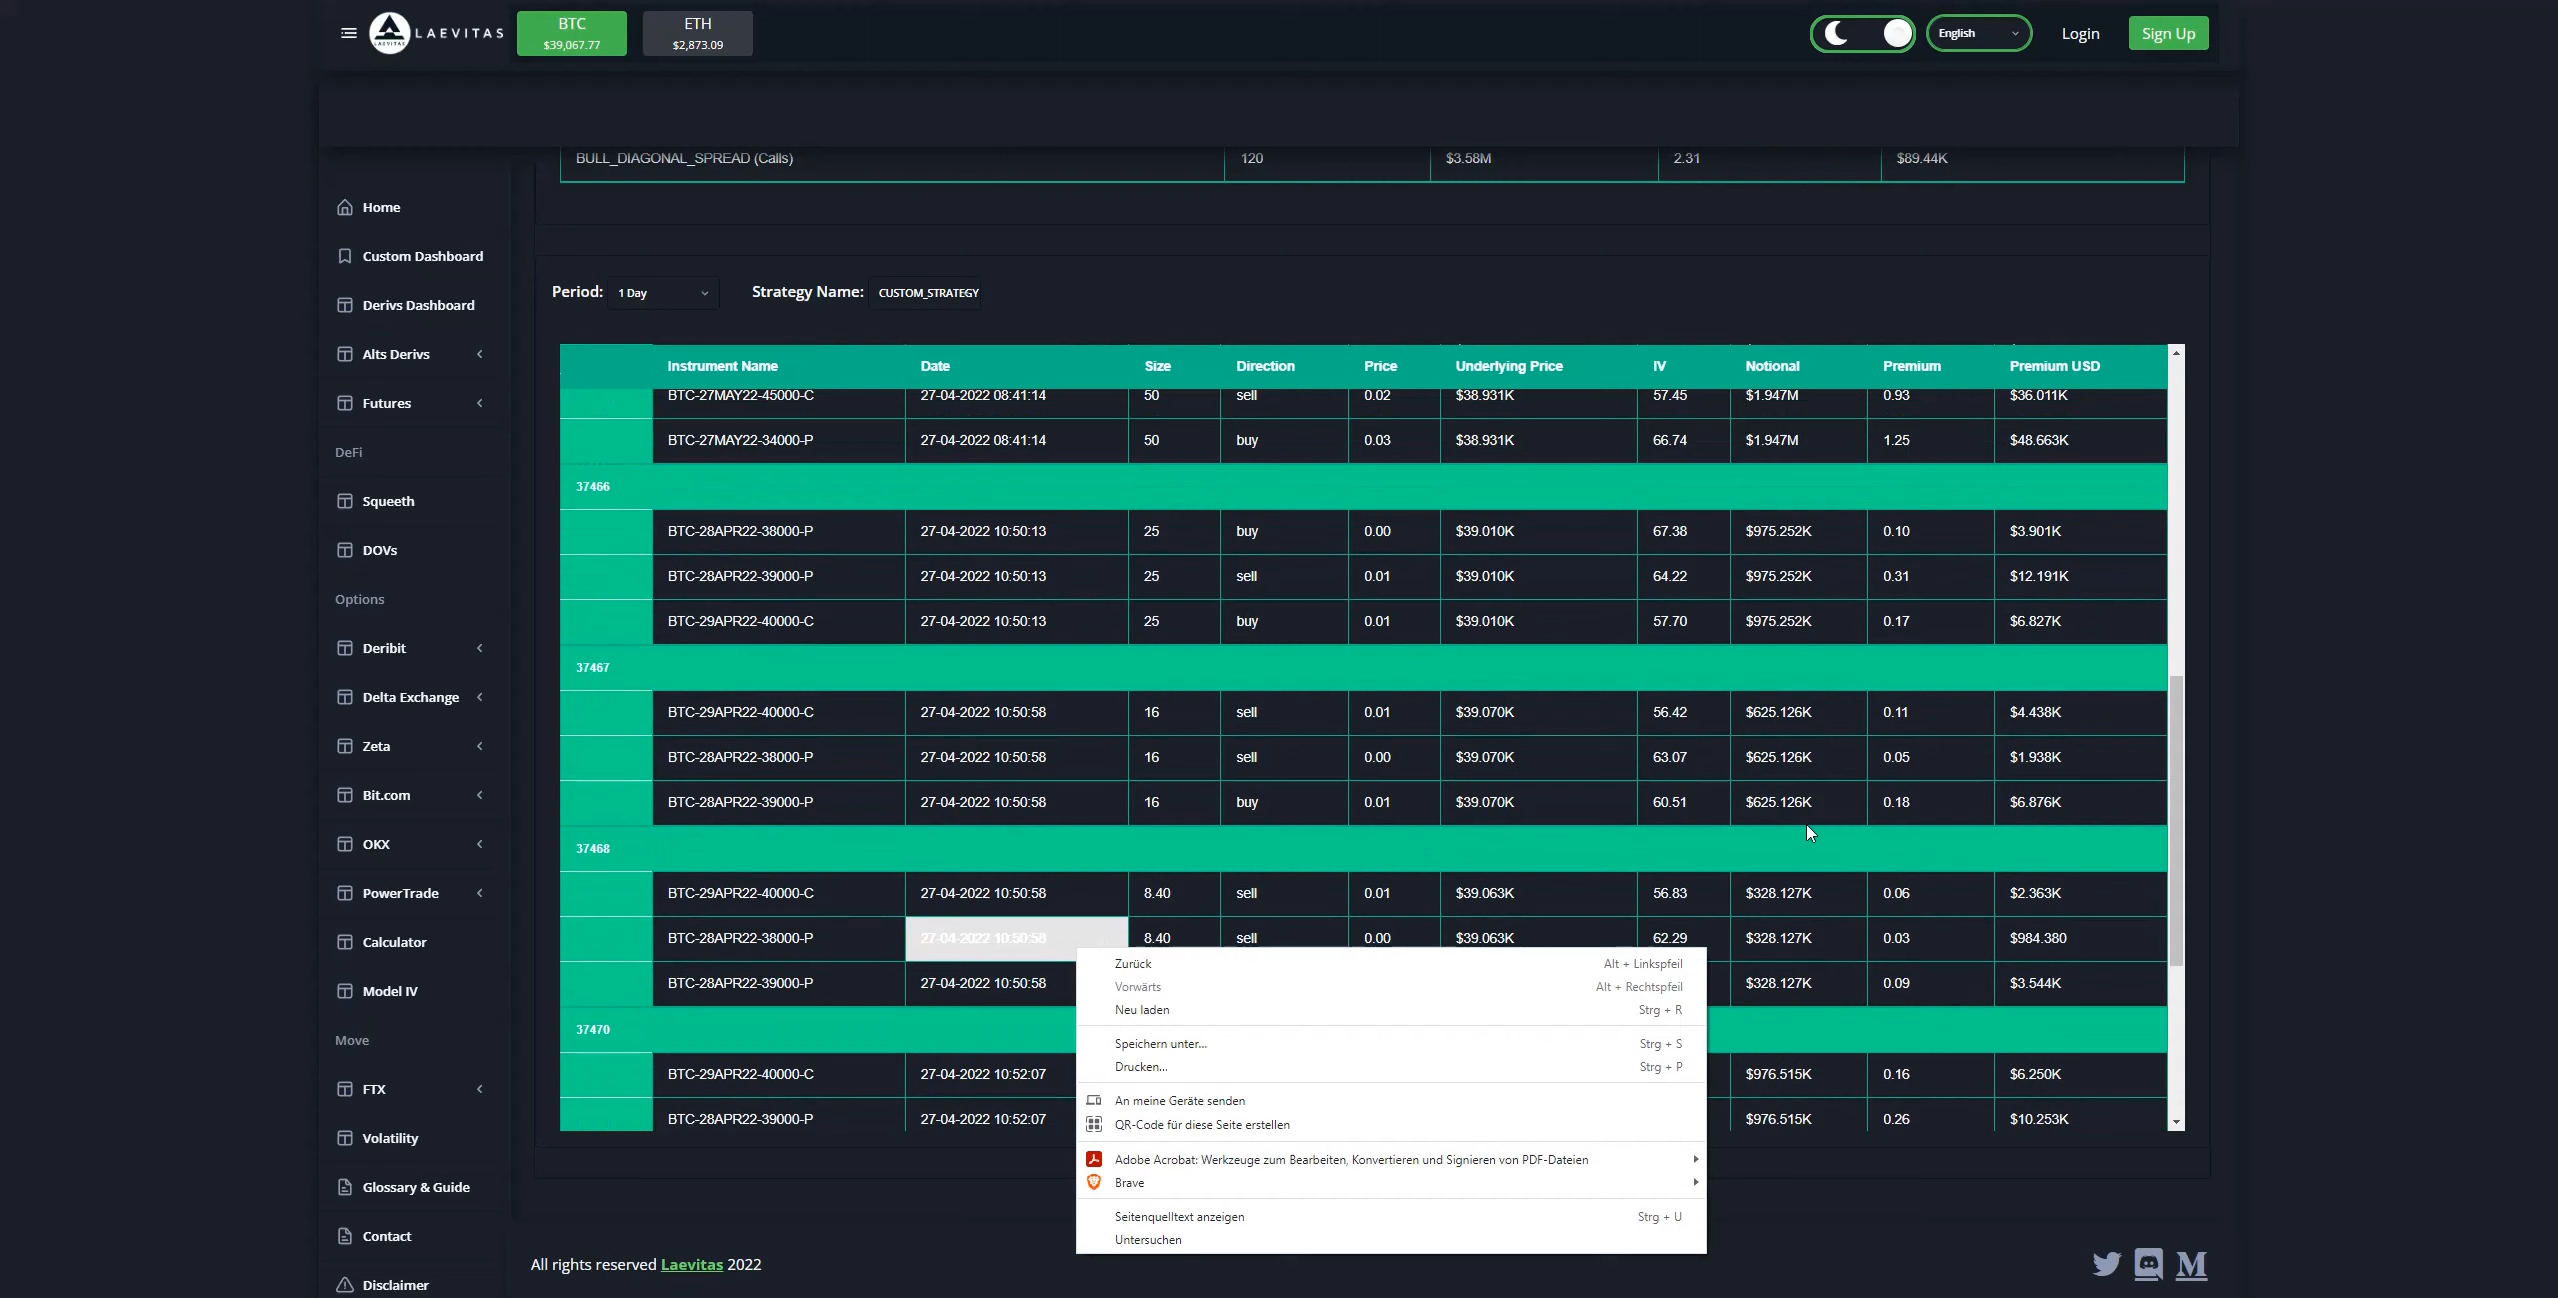 LAEVITAS
BTC
$39,067.77
ETH
$2,873.09
English
Login
Sign Up
BULL_DIAGONAL_SPREAD (Calls) 120 $3.58M 2.31 $89.44K
Home
Custom Dashboard
Derivs Dashboard
Alts Derivs
Futures
DeFi
Squeeth
DOVs
Options
Deribit
Delta Exchange
Zeta
Bit.com
OKX
PowerTrade
Calculator
Model IV
Move
FTX
Volatility
Glossary & Guide
Contact
Disclaimer
Period: 1 Day Strategy Name: CUSTOM_STRATEGY
Instrument Name Date Size Direction Price Underlying Price IV Notional Premium Premium USD
BTC-27MAY22-45000-C 27-04-2022 08:41:14 50 sell 0.02 $38.931K 57.45 $1.947M 0.93 $36.011K
BTC-27MAY22-34000-P 27-04-2022 08:41:14 50 buy 0.03 $38.931K 66.74 $1.947M 1.25 $48.663K
37466
BTC-28APR22-38000-P 27-04-2022 10:50:13 25 buy 0.00 $39.010K 67.38 $975.252K 0.10 $3.901K
BTC-28APR22-39000-P 27-04-2022 10:50:13 25 sell 0.01 $39.010K 64.22 $975.252K 0.31 $12.191K
BTC-29APR22-40000-C 27-04-2022 10:50:13 25 buy 0.01 $39.010K 57.70 $975.252K 0.17 $6.827K
37467
BTC-29APR22-40000-C 27-04-2022 10:50:58 16 sell 0.01 $39.070K 56.42 $625.126K 0.11 $4.438K
BTC-28APR22-38000-P 27-04-2022 10:50:58 16 sell 0.00 $39.070K 63.07 $625.126K 0.05 $1.938K
BTC-28APR22-39000-P 27-04-2022 10:50:58 16 buy 0.01 $39.070K 60.51 $625.126K 0.18 $6.876K
37468
BTC-29APR22-40000-C 27-04-2022 10:50:58 8.40 sell 0.01 $39.063K 56.83 $328.127K 0.06 $2.363K
BTC-28APR22-38000-P 27-04-2022 10:50:58 8.40 sell 0.00 $39.063K 62.29 $328.127K 0.03 $984.380
BTC-28APR22-39000-P 27-04-2022 10:50:58 $328.127K 0.09 $3.544K
37470
BTC-29APR22-40000-C 27-04-2022 10:52:07 $976.515K 0.16 $6.250K
BTC-28APR22-39000-P 27-04-2022 10:52:07 $976.515K 0.26 $10.253K
Zurück Alt + Linkspfeil
Vorwärts Alt + Rechtspfeil
Neu laden Strg + R
Speichern unter... Strg + S
Drucken... Strg + P
An meine Geräte senden
QR-Code für diese Seite erstellen
Adobe Acrobat: Werkzeuge zum Bearbeiten, Konvertieren und Signieren von PDF-Dateien
Brave
Seitenquelltext anzeigen Strg + U
Untersuchen
All rights reserved Laevitas 2022